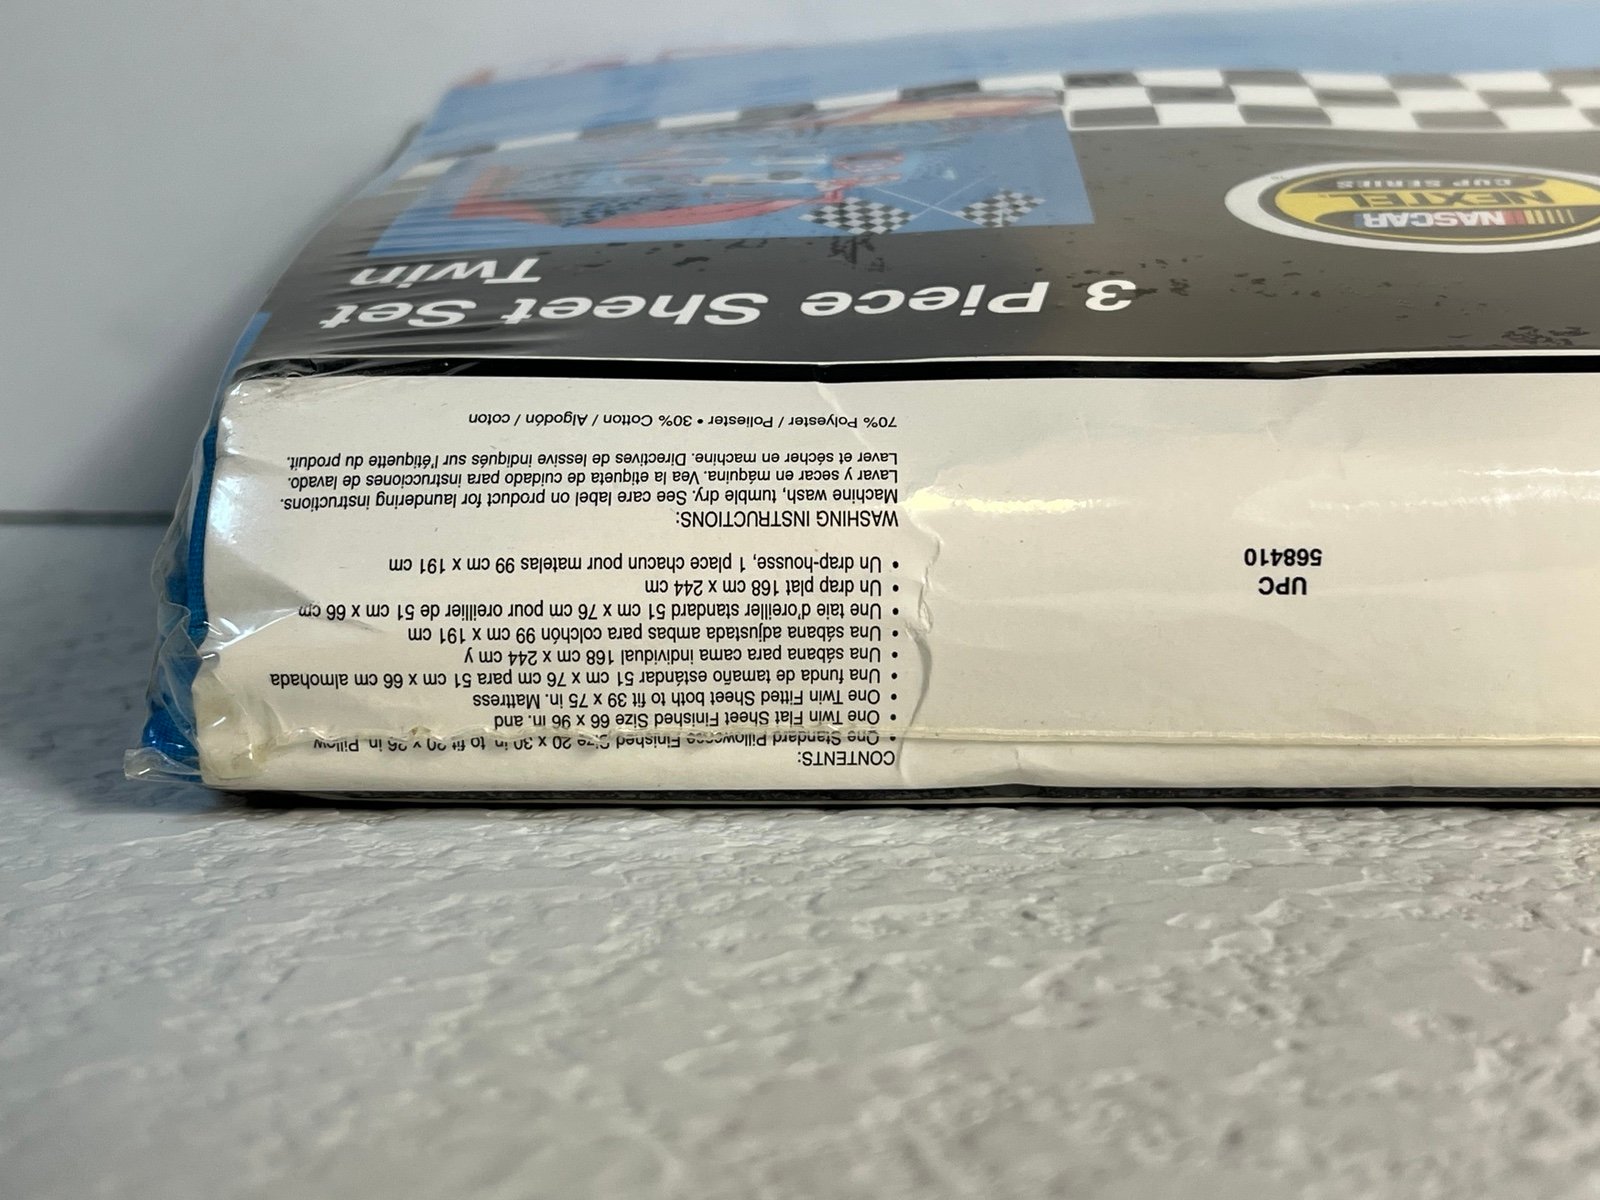 CONTENTS:
• One Standard Pillowcase Finished Size 20 x 30 in. to fit 20 x 26 in. Pillow
• One Twin Flat Sheet Finished Size 66 x 96 in. and
• One Twin Fitted Sheet both to fit 39 x 75 in. Mattress
• Una funda de tamaño estándar 51 cm x 76 cm para 51 cm x 66 cm almohada
• Una sábana para cama individual 168 cm x 244 cm y
• Una sábana adjustada ambas para colchón 99 cm x 191 cm
• Une taie d'oreiller standard 51 cm x 76 cm pour oreillier de 51 cm x 66 cm
• Un drap plat 168 cm x 244 cm
• Un drap-housse, 1 place chacun pour matelas 99 cm x 191 cm
WASHING INSTRUCTIONS:
Machine wash, tumble dry. See care label on product for laundering instructions.
Lavar y secar en máquina. Vea la etiqueta de cuidado para instrucciones de lavado.
Laver et sécher en machine. Directives de lessive indiqués sur l'étiquette du produit.
70% Polyester / Poliester • 30% Cotton / Algodón / coton
UPC
568410
3 Piece Sheet Set
Twin
NASCAR
NEXTEL
CUP SERIES